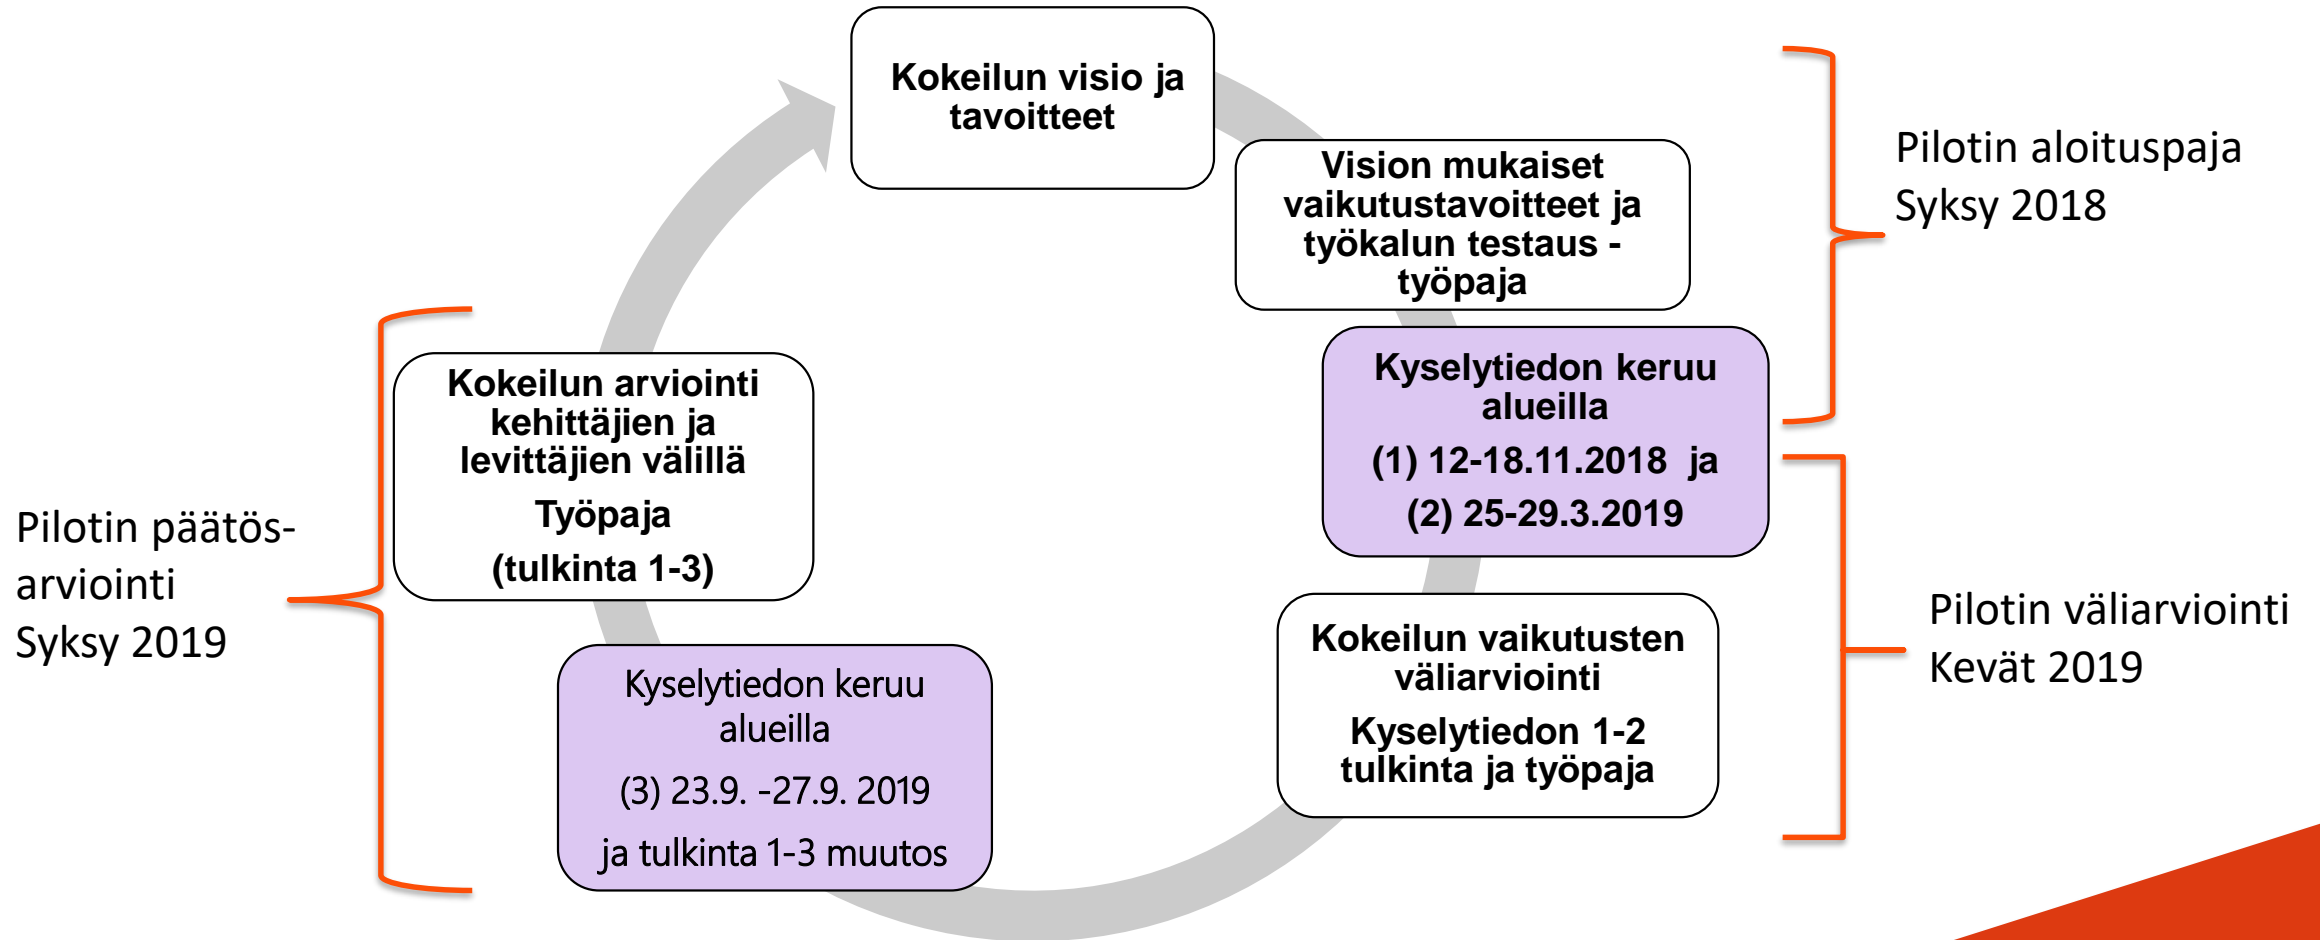 Kokeilun visio ja
tavoitteet
Vision mukaiset
vaikutustavoitteet ja
työkalun testaus -
työpaja
Pilotin aloituspaja
Syksy 2018
Kyselytiedon keruu
alueilla
(1) 12-18.11.2018 ja
(2) 25-29.3.2019
Kokeilun vaikutusten
väliarviointi
Kyselytiedon 1-2
tulkinta ja työpaja
Pilotin väliarviointi
Kevät 2019
Kyselytiedon keruu
alueilla
(3) 23.9. -27.9. 2019
ja tulkinta 1-3 muutos
Kokeilun arviointi
kehittäjien ja
levittäjien välillä
Työpaja
(tulkinta 1-3)
Pilotin päätös-
arviointi
Syksy 2019